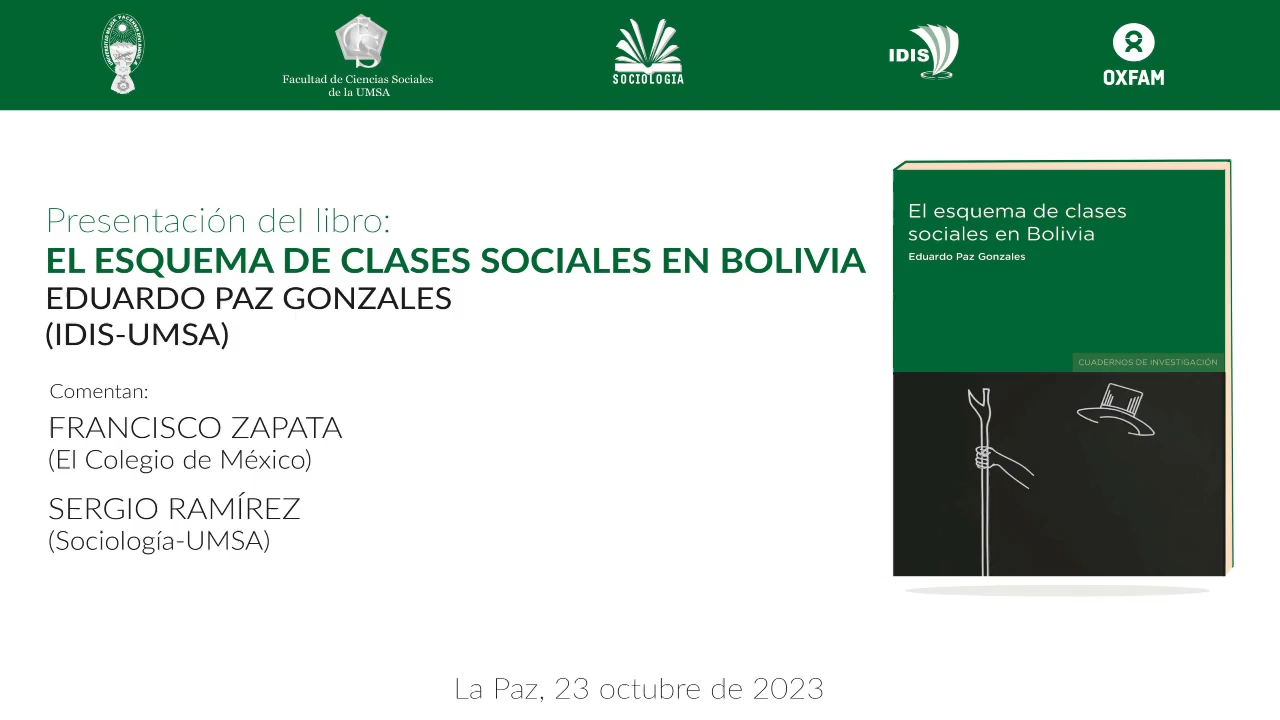 Facultad de Ciencias Sociales
de la UMSA
SOCIOLOGIA
IDIS
OXFAM
Presentación del libro:
EL ESQUEMA DE CLASES SOCIALES EN BOLIVIA
EDUARDO PAZ GONZALES
(IDIS-UMSA)
Comentan:
FRANCISCO ZAPATA
(El Colegio de México)
SERGIO RAMÍREZ
(Sociología-UMSA)
El esquema de clases
sociales en Bolivia
Eduardo Paz Gonzales
CUADERNOS DE INVESTIGACIÓN
La Paz, 23 octubre de 2023